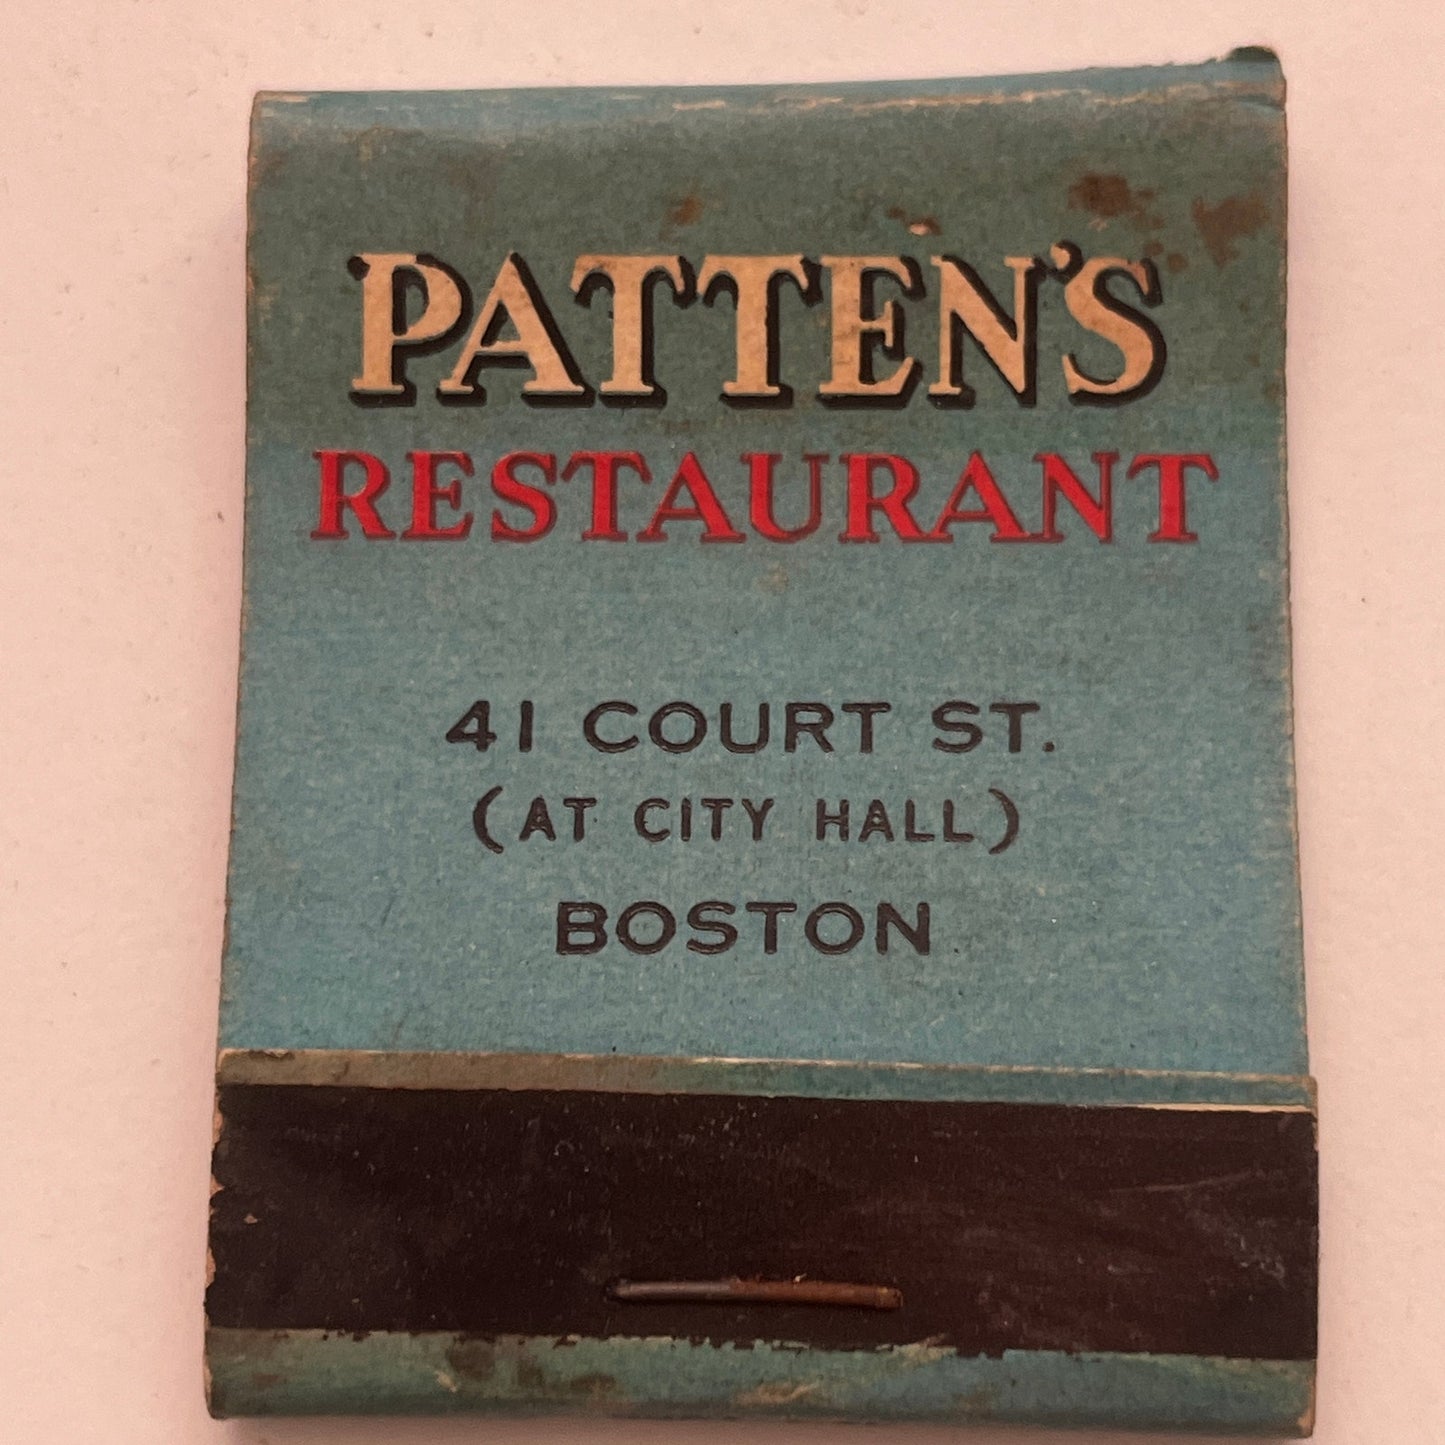 PATTEN'S
RESTAURANT
41 COURT ST.
(AT CITY HALL)
BOSTON